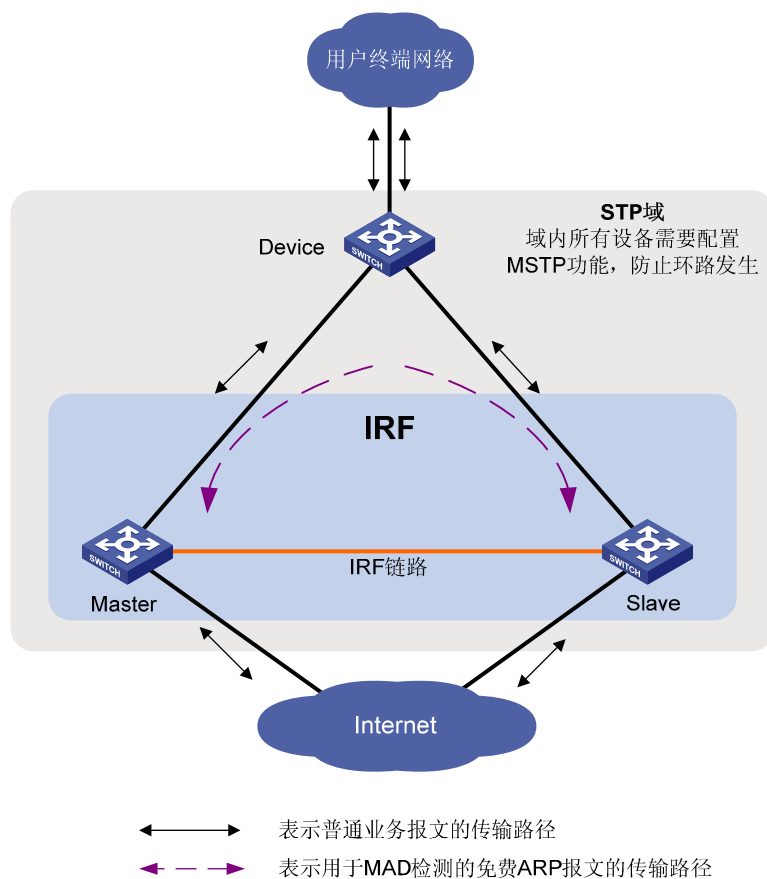 用户终端网络
STP域
域内所有设备需要配置
MSTP功能，防止环路发生
Device
SWITCH
IRF
SWITCH
SWITCH
IRF链路
Master
Slave
Internet
表示普通业务报文的传输路径
表示用于MAD检测的免费ARP报文的传输路径